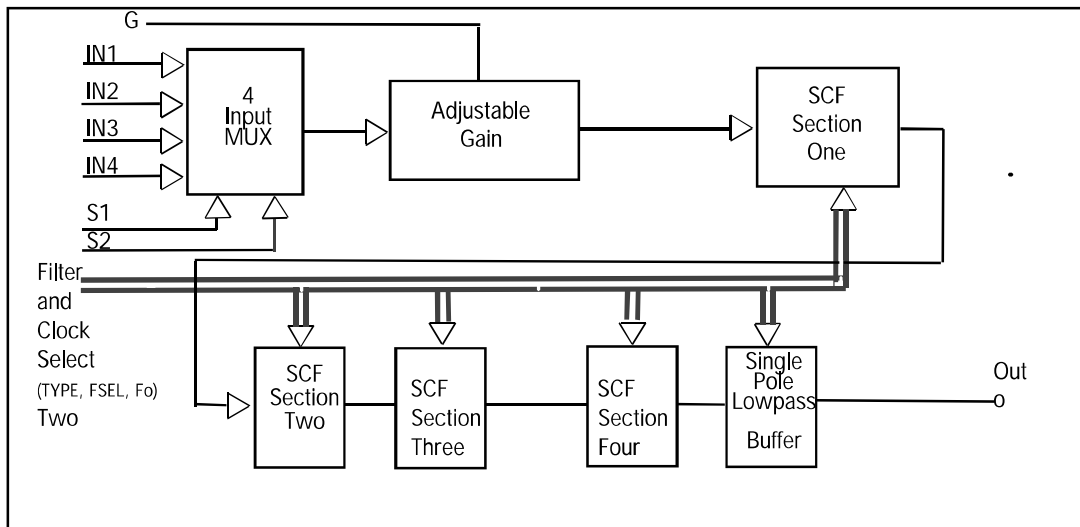 G
IN1
IN2
IN3
IN4
S1
S2
4
Input
MUX
Adjustable
Gain
SCF
Section
One
Filter
and
Clock
Select
(TYPE, FSEL, Fo)
Two
SCF
Section
Two
SCF
Section
Three
SCF
Section
Four
Single
Pole
Lowpass
Buffer
Out